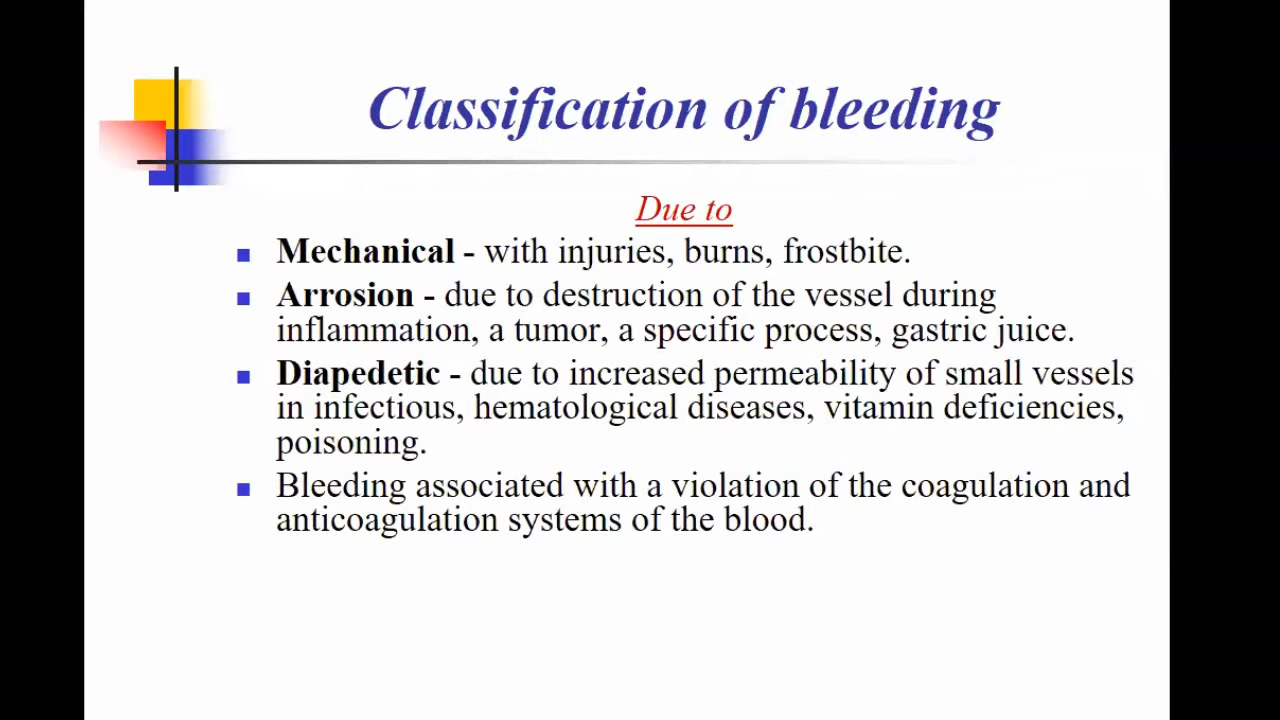 Classification of bleeding
Due to
Mechanical - with injuries, burns, frostbite.
Arrosion - due to destruction of the vessel during
inflammation, a tumor, a specific process, gastric juice.
Diapedetic - due to increased permeability of small vessels
in infectious, hematological diseases, vitamin deficiencies,
poisoning.
Bleeding associated with a violation of the coagulation and
anticoagulation systems of the blood.